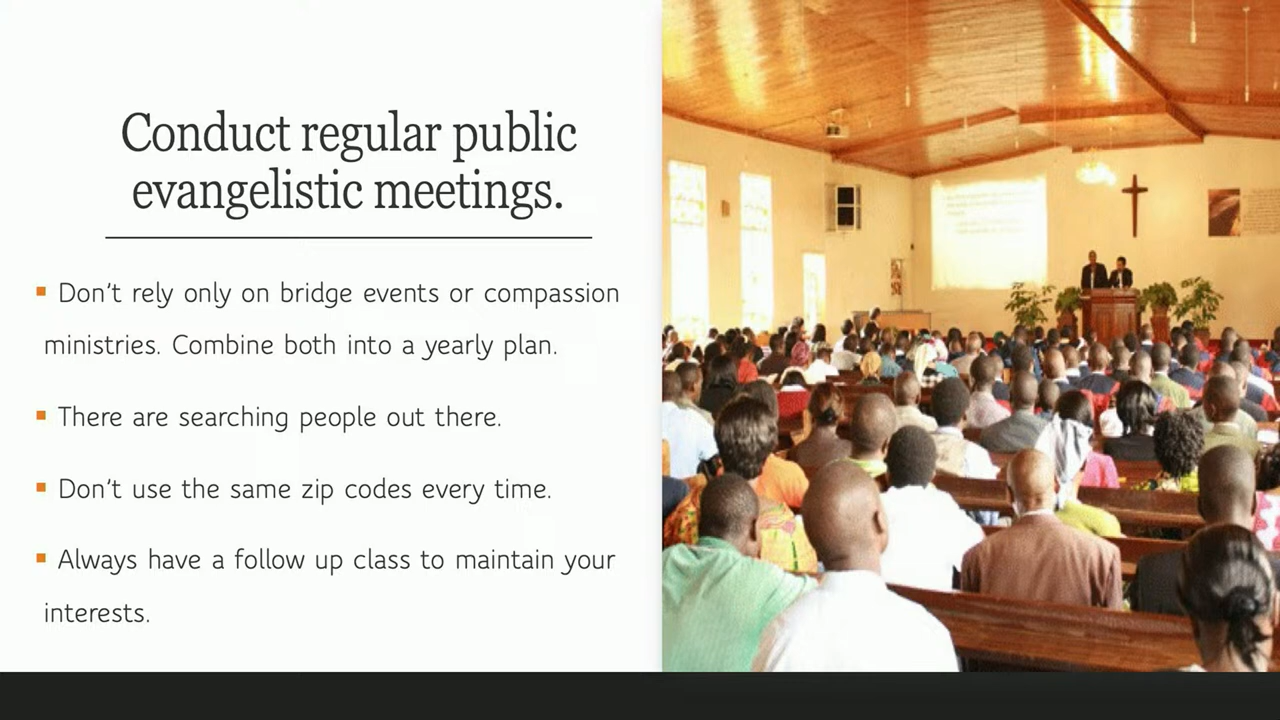 Conduct regular public
evangelistic meetings.
Don't rely only on bridge events or compassion
ministries. Combine both into a yearly plan.
There are searching people out there.
Don't use the same zip codes every time.
Always have a follow up class to maintain your
interests.